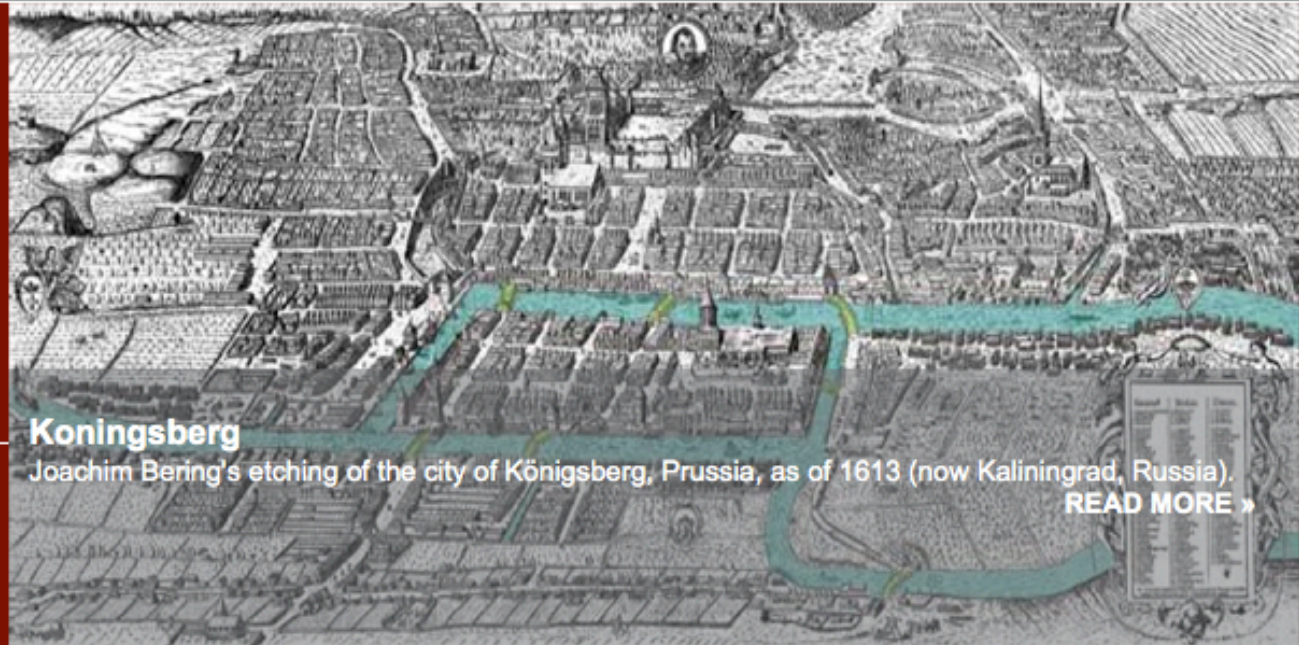 Koningsberg
Joachim Bering's etching of the city of Königsberg, Prussia, as of 1613 (now Kaliningrad, Russia).
READ MORE »